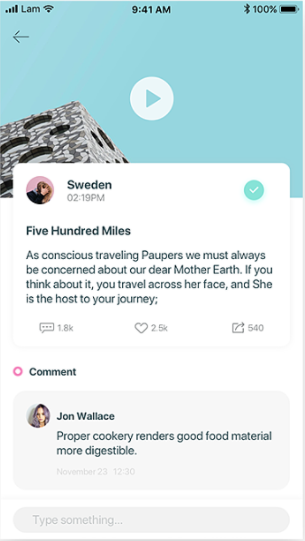 Lam 9:41 AM 100%
Sweden
02:19PM
Five Hundred Miles
As conscious traveling Paupers we must always
be concerned about our dear Mother Earth. If you
think about it, you travel across her face, and She
is the host to your journey;
1.8k 2.5k 540
Comment
Jon Wallace
Proper cookery renders good food material
more digestible.
November 23 12:30
Type something...